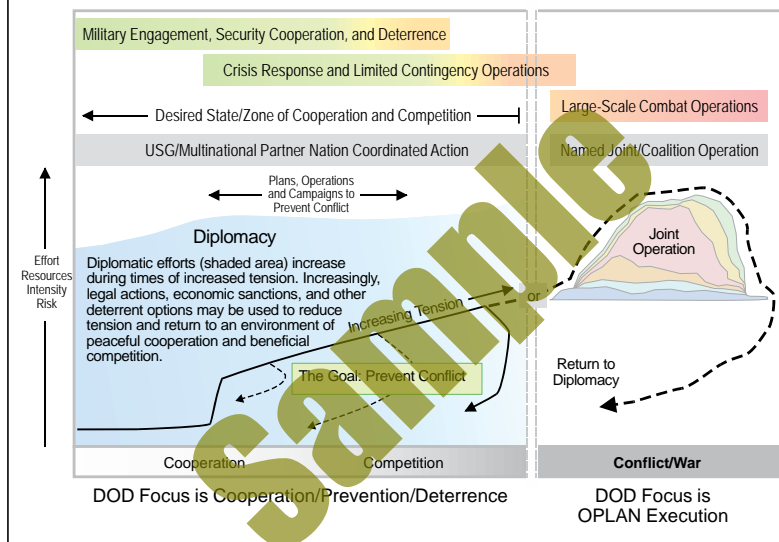 Military Engagement, Security Cooperation, and Deterrence
Crisis Response and Limited Contingency Operations
Large-Scale Combat Operations
Desired State/Zone of Cooperation and Competition
USG/Multinational Partner Nation Coordinated Action
Named Joint/Coalition Operation
Plans, Operations
and Campaigns to
Prevent Conflict
Effort
Resources
Intensity
Risk
Diplomacy
Diplomatic efforts (shaded area) increase
during times of increased tension. Increasingly,
legal actions, economic sanctions, and other
deterrent options may be used to reduce
tension and return to an environment of
peaceful cooperation and beneficial
competition.
Increasing Tension
or
Joint
Operation
The Goal: Prevent Conflict
Return to
Diplomacy
Cooperation
Competition
Conflict/War
DOD Focus is Cooperation/Prevention/Deterrence
DOD Focus is
OPLAN Execution
Sample